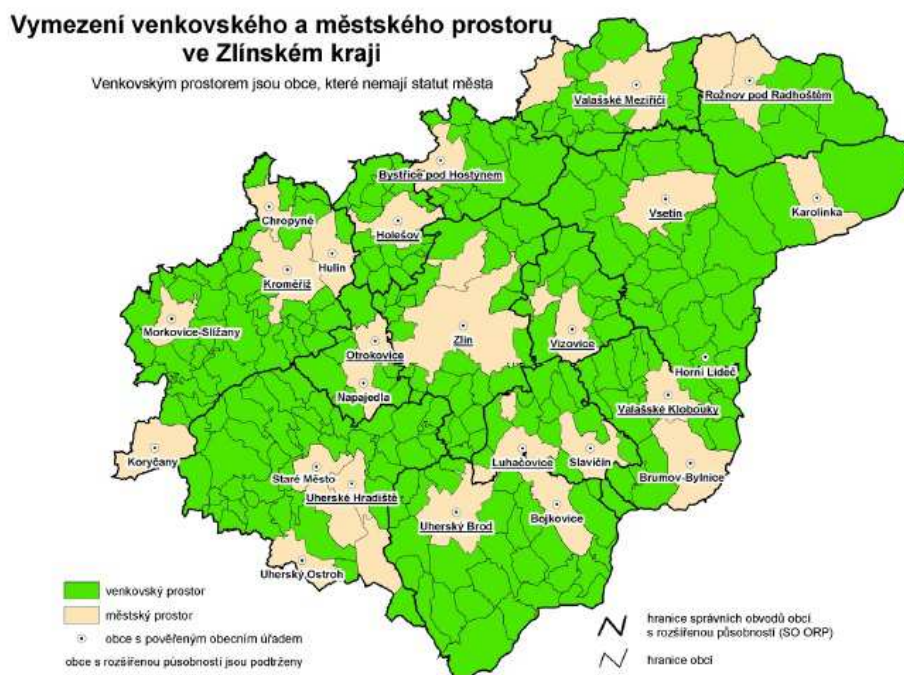 Vymezení venkovského a městského prostoru
ve Zlínském kraji
Venkovským prostorem jsou obce, které nemají statut města
Valašské Meziříčí
Rožnov pod Radhoštěm
Bystřice pod Hostýnem
Vsetín
Karolinka
Chropyně
Holešov
Hulín
Kroměříž
Morkovice-Slížany
Zlín
Vizovice
Otrokovice
Horní Lideč
Napajedla
Valašské Klobouky
Koryčany
Luhačovice
Slavičín
Staré Město
Brumov-Bylnice
Uherské Hradiště
Uherský Brod
Bojkovice
Uherský Ostroh
venkovský prostor
městský prostor
obce s pověřeným obecním úřadem
obce s rozšířenou působností jsou podtrženy
hranice správních obvodů obcí
s rozšířenou působností (SO ORP)
hranice obcí